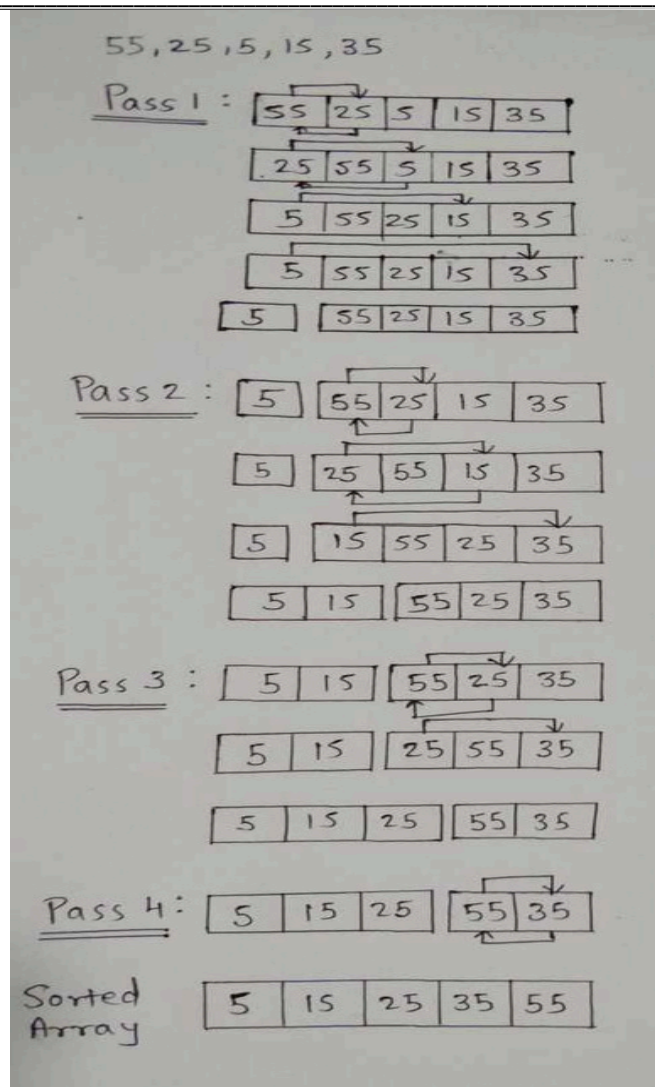 55, 25, 5, 15, 35
Pass 1 : 55 25 5 15 35
25 55 5 15 35
5 55 25 15 35
5 55 25 15 35
5 55 25 15 35
Pass 2 : 5 55 25 15 35
5 25 55 15 35
5 15 55 25 35
5 15 55 25 35
Pass 3 : 5 15 55 25 35
5 15 25 55 35
5 15 25 55 35
Pass 4 : 5 15 25 55 35
Sorted Array 5 15 25 35 55